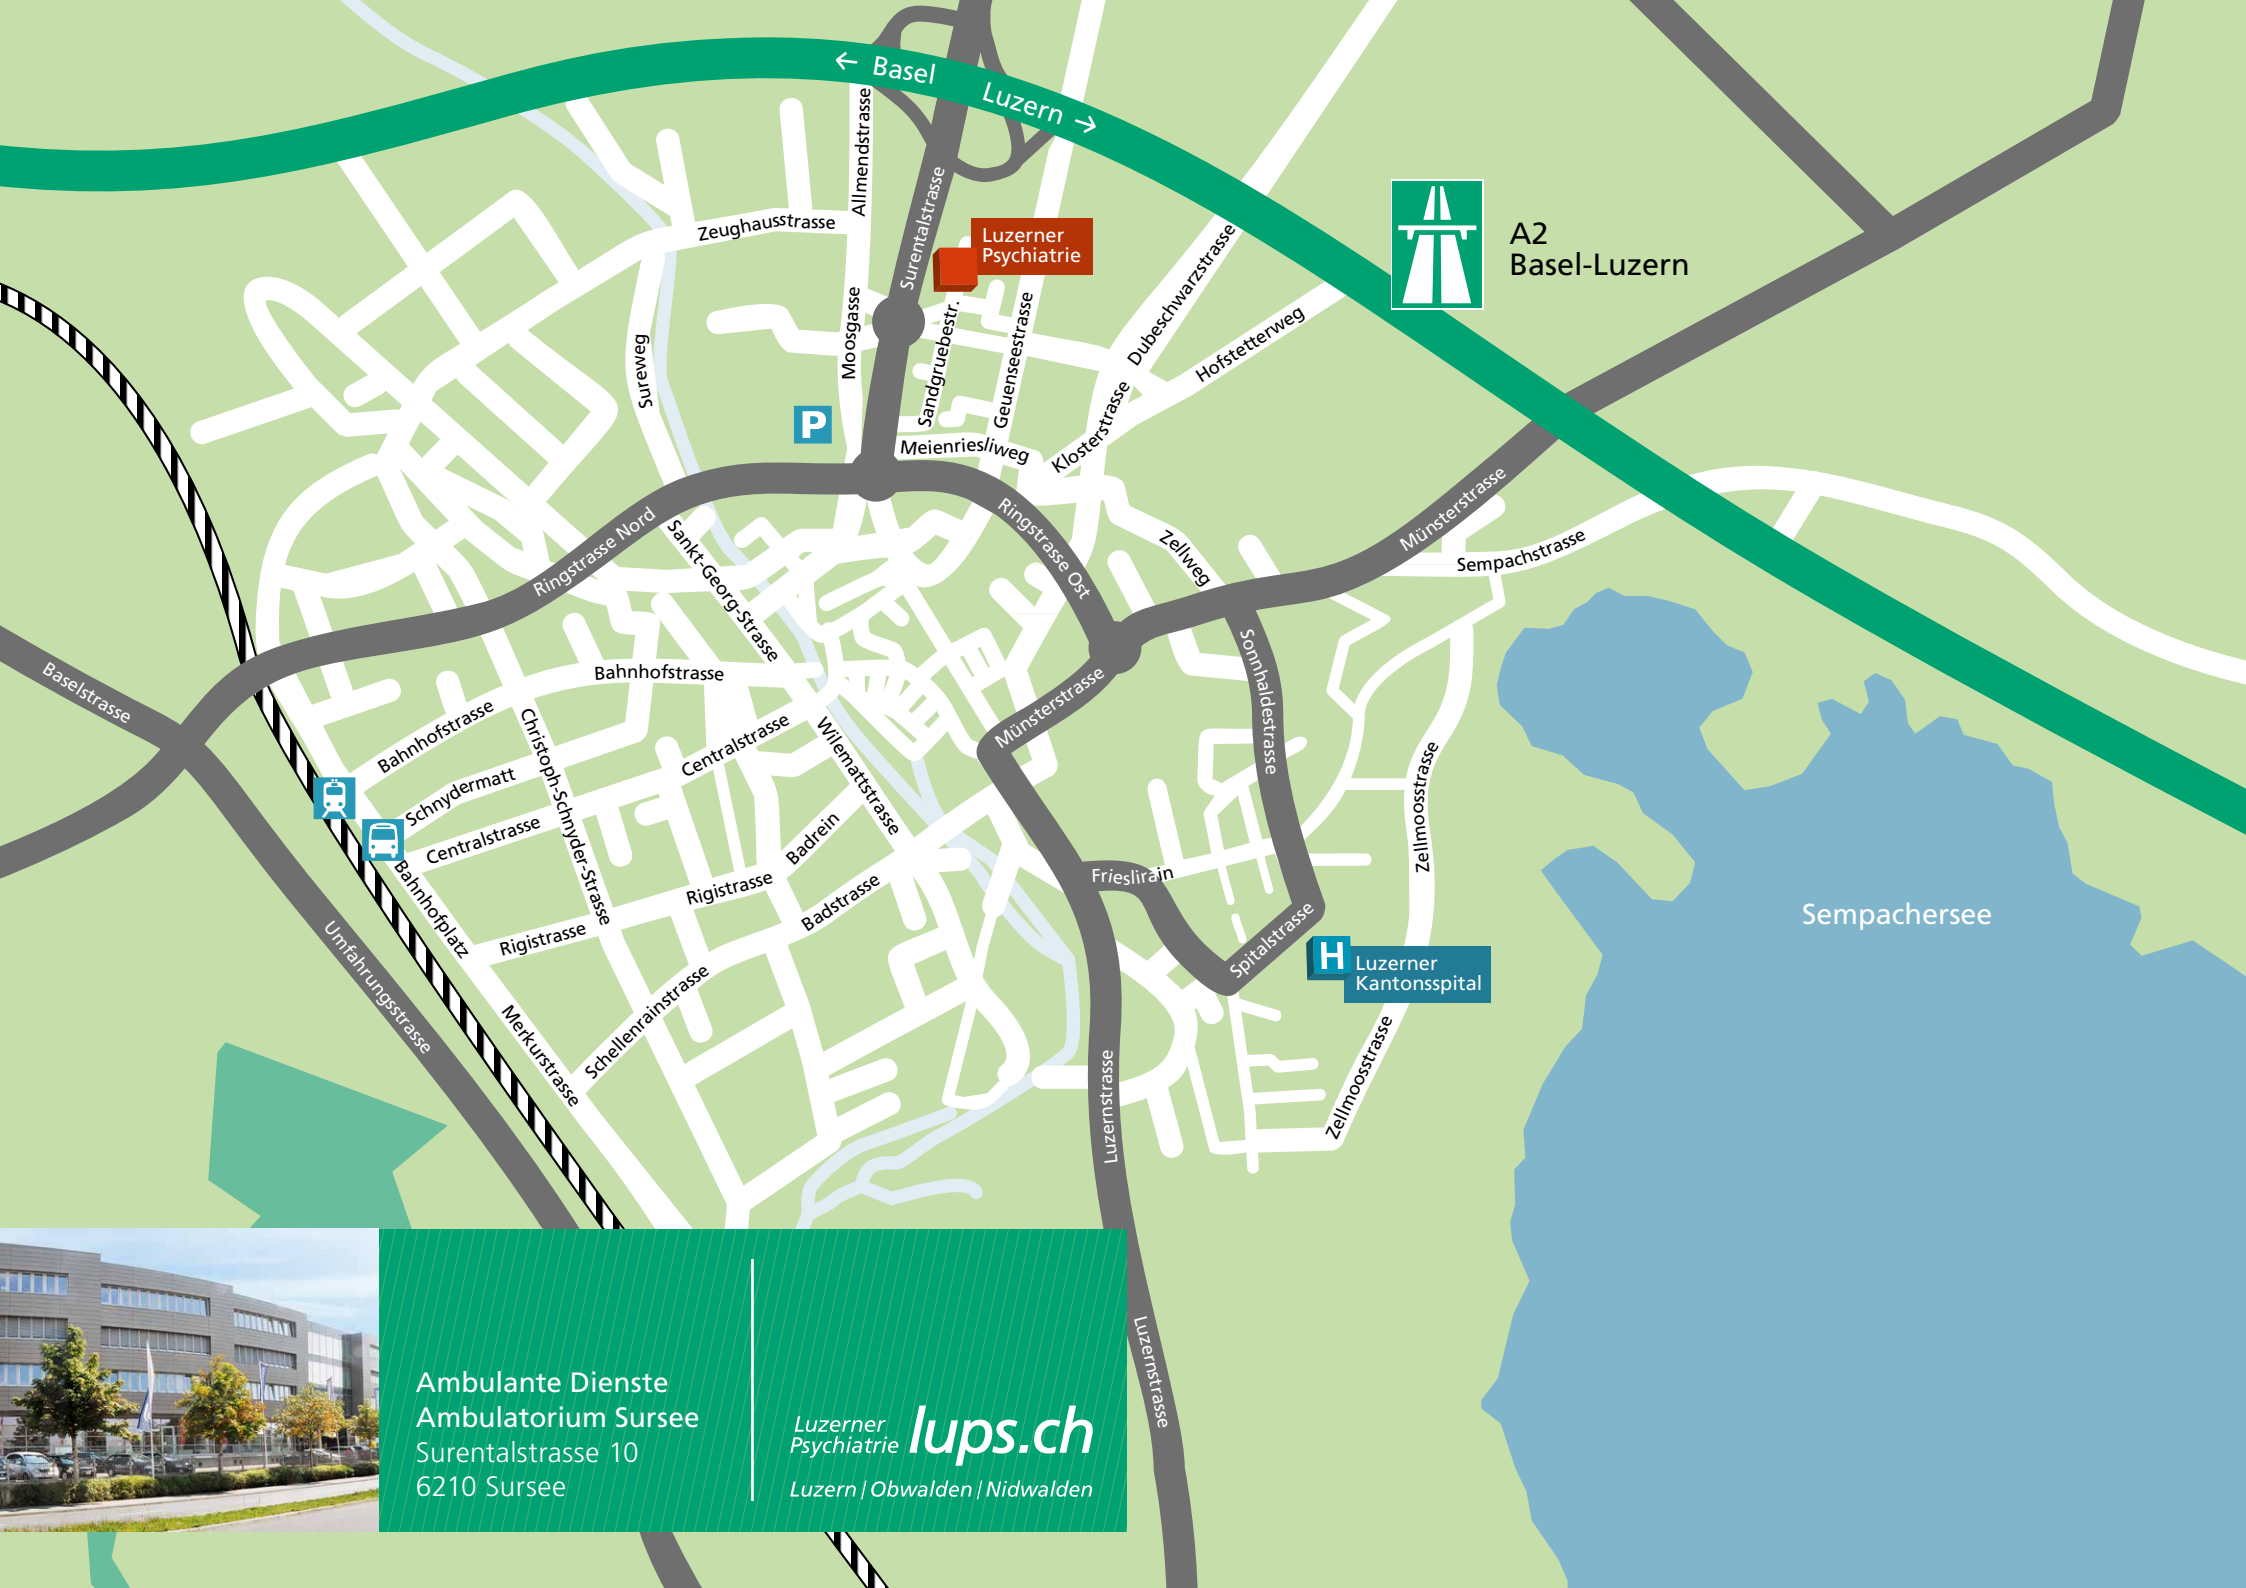 ← Basel
Luzern →
Allmendstrasse
Surentalstrasse
Zeughausstrasse
Luzerner
Psychiatrie
A2
Basel-Luzern
Dubeschwarzstrasse
Hofstetterweg
Moosgasse
Sureweg
Sandgruebestr.
Geuenseestrasse
Klosterstrasse
P
Meienriesliweg
Ringstrasse Nord
Ringstrasse Ost
Münsterstrasse
Sempachstrasse
Zellweg
Sankt-Georg-Strasse
Sonnhaldestrasse
Baselstrasse
Bahnhofstrasse
Bahnhofstrasse
Münsterstrasse
Christoph-Schnyder-Strasse
Centralstrasse
Wilemattstrasse
Schnydermatt
Centralstrasse
Zellmoosstrasse
Badrein
Bahnhofplatz
Rigistrasse
Badstrasse
Frieslirain
Rigistrasse
Spitalstrasse
Sempachersee
H
Luzerner
Kantonsspital
Umfahrungsstrasse
Schellenrainstrasse
Merkurstrasse
Zellmoosstrasse
Luzernstrasse
Luzernstrasse
Ambulante Dienste
Ambulatorium Sursee
Surentalstrasse 10
6210 Sursee
Luzerner
Psychiatrie
lups.ch
Luzern | Obwalden | Nidwalden